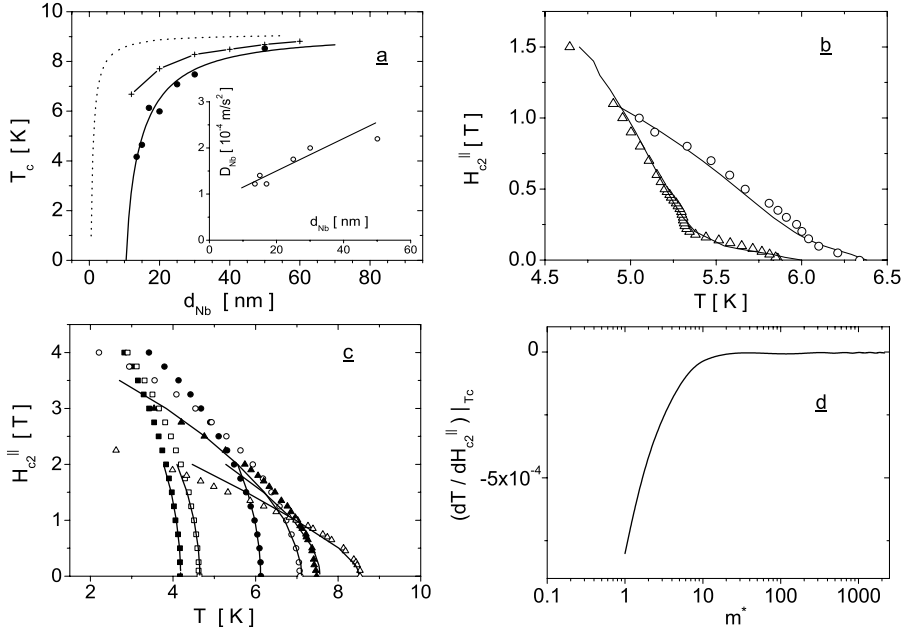 a
T_c [ K ]
10
8
6
4
2
0
0 20 40 60 80
d_Nb [ nm ]
D_Nb [ 10^-4 m/s^2 ]
3
2
1
0
0 20 40 60
d_Nb [ nm ]
b
H_c2^|| [ T ]
1.5
1.0
0.5
0.0
4.5 5.0 5.5 6.0 6.5
T [ K ]
c
H_c2^|| [ T ]
4
3
2
1
0
2 4 6 8 10
T [ K ]
d
(dT / dH_c2^||) |_Tc
0
-5x10^-4
0.1 1 10 100 1000
m^*